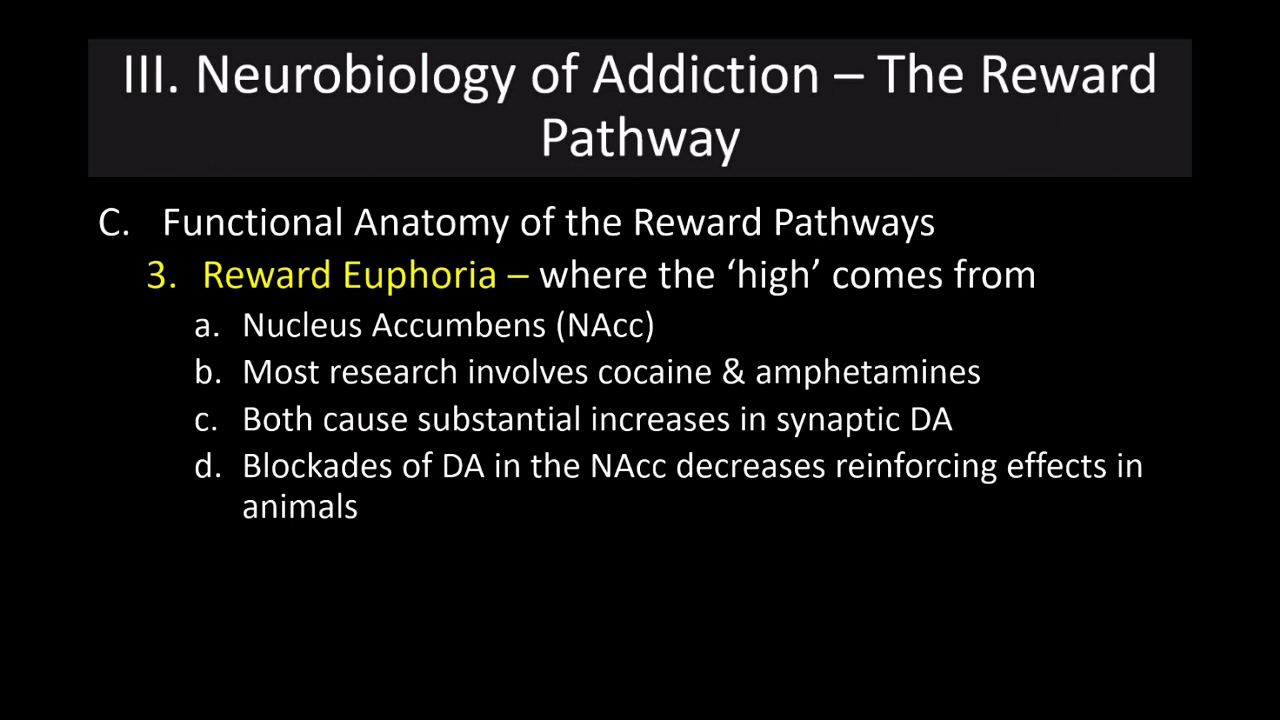 III. Neurobiology of Addiction – The Reward
Pathway
C. Functional Anatomy of the Reward Pathways
3. Reward Euphoria – where the ‘high’ comes from
a. Nucleus Accumbens (NAcc)
b. Most research involves cocaine & amphetamines
c. Both cause substantial increases in synaptic DA
d. Blockades of DA in the NAcc decreases reinforcing effects in
animals